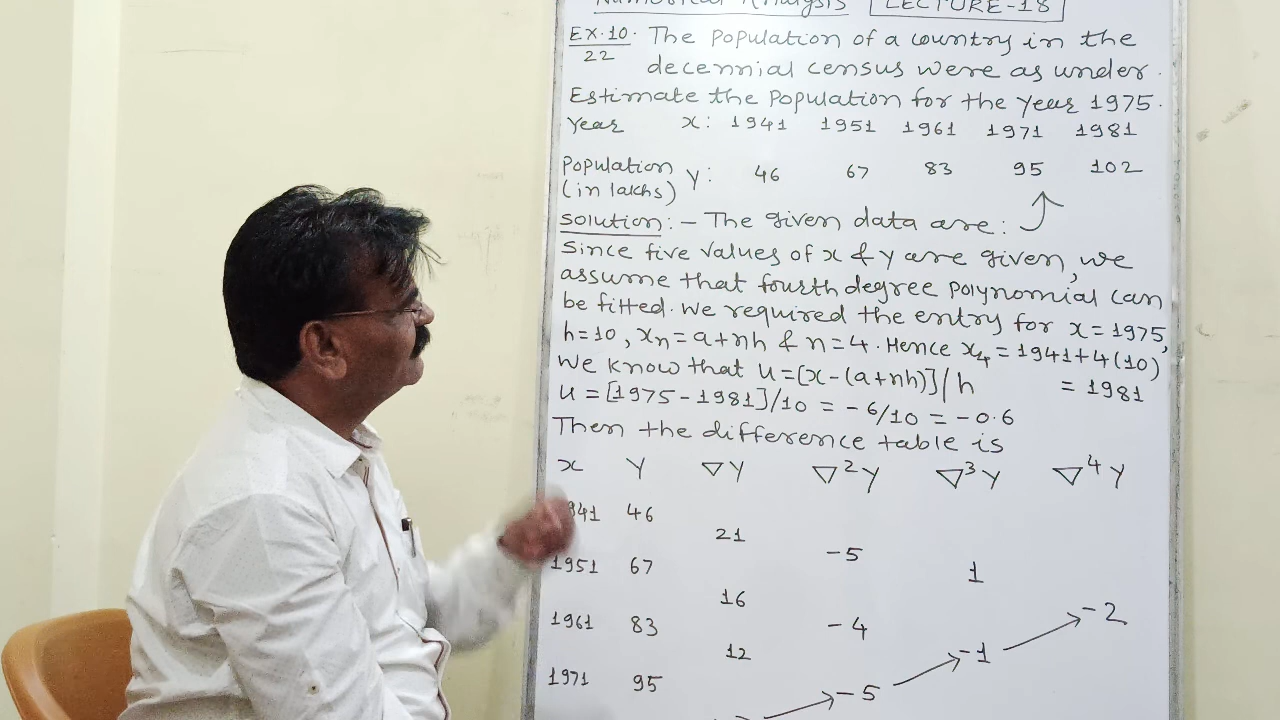 Numerical Analysis LECTURE-18
Ex.10. The Population of a country in the
22 decennial census were as under.
Estimate the Population for the Year 1975.
Year x: 1941 1951 1961 1971 1981
Population (in lakhs) Y: 46 67 83 95 102
Solution:- The given data are:
Since five values of x & y are given, we
assume that fourth degree Polynomial can
be fitted. We required the entry for x=1975,
h=10, xn=a+nh & n=4. Hence x4=1941+4(10)
We know that u=[x-(a+nh)]/h =1981
u=[1975-1981]/10 = -6/10 = -0.6
Then the difference table is
x Y ▽Y ▽²Y ▽³Y ▽⁴Y
941 46
21
-5
1951 67 1
16
-2
1961 83 -4
12 -1
1971 95
-5